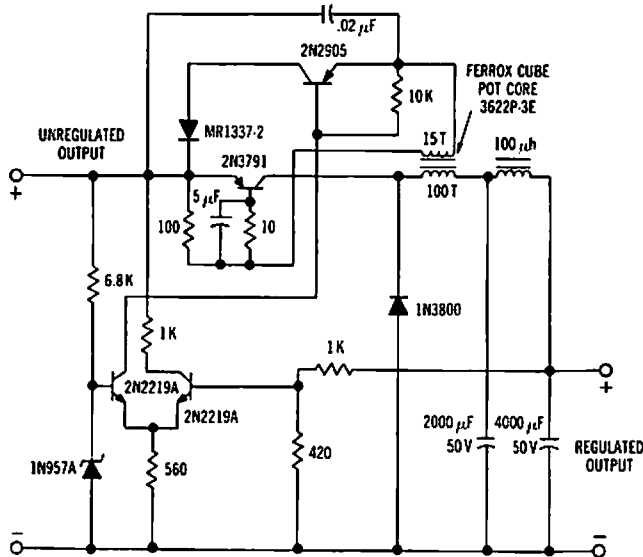 .02 μF
2N2905
FERROX CUBE
POT CORE
3622P-3E
10K
MR1337-2
15T
100 μh
UNREGULATED
OUTPUT
2N3791
+
100T
5 μF
100
10
6.8K
1N3800
1K
1K
+
2N2219A
2N2219A
2000 μF
50V
4000 μF
50V
REGULATED
OUTPUT
1N957A
560
420
−
−